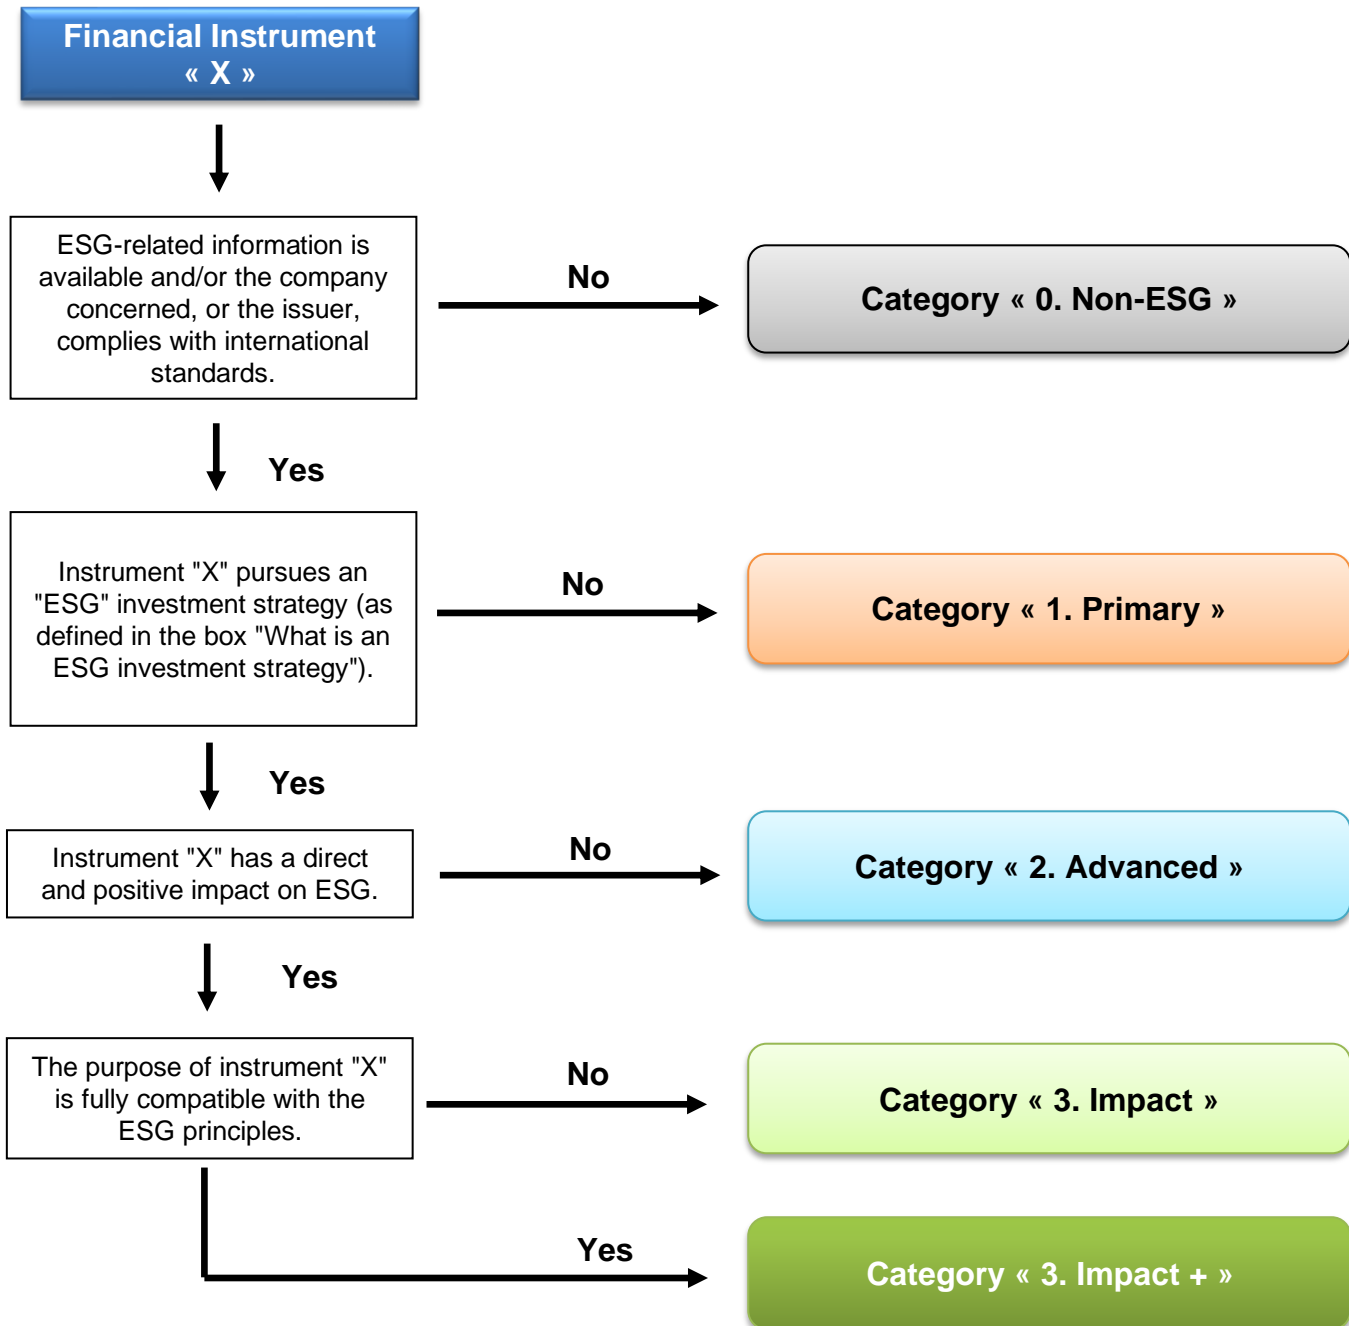 Financial Instrument
« X »
ESG-related information is
available and/or the company
concerned, or the issuer,
complies with international
standards.
No
Category « 0. Non-ESG »
Yes
Instrument "X" pursues an
"ESG" investment strategy (as
defined in the box "What is an
ESG investment strategy").
No
Category « 1. Primary »
Yes
Instrument "X" has a direct
and positive impact on ESG.
No
Category « 2. Advanced »
Yes
The purpose of instrument "X"
is fully compatible with the
ESG principles.
No
Category « 3. Impact »
Yes
Category « 3. Impact + »